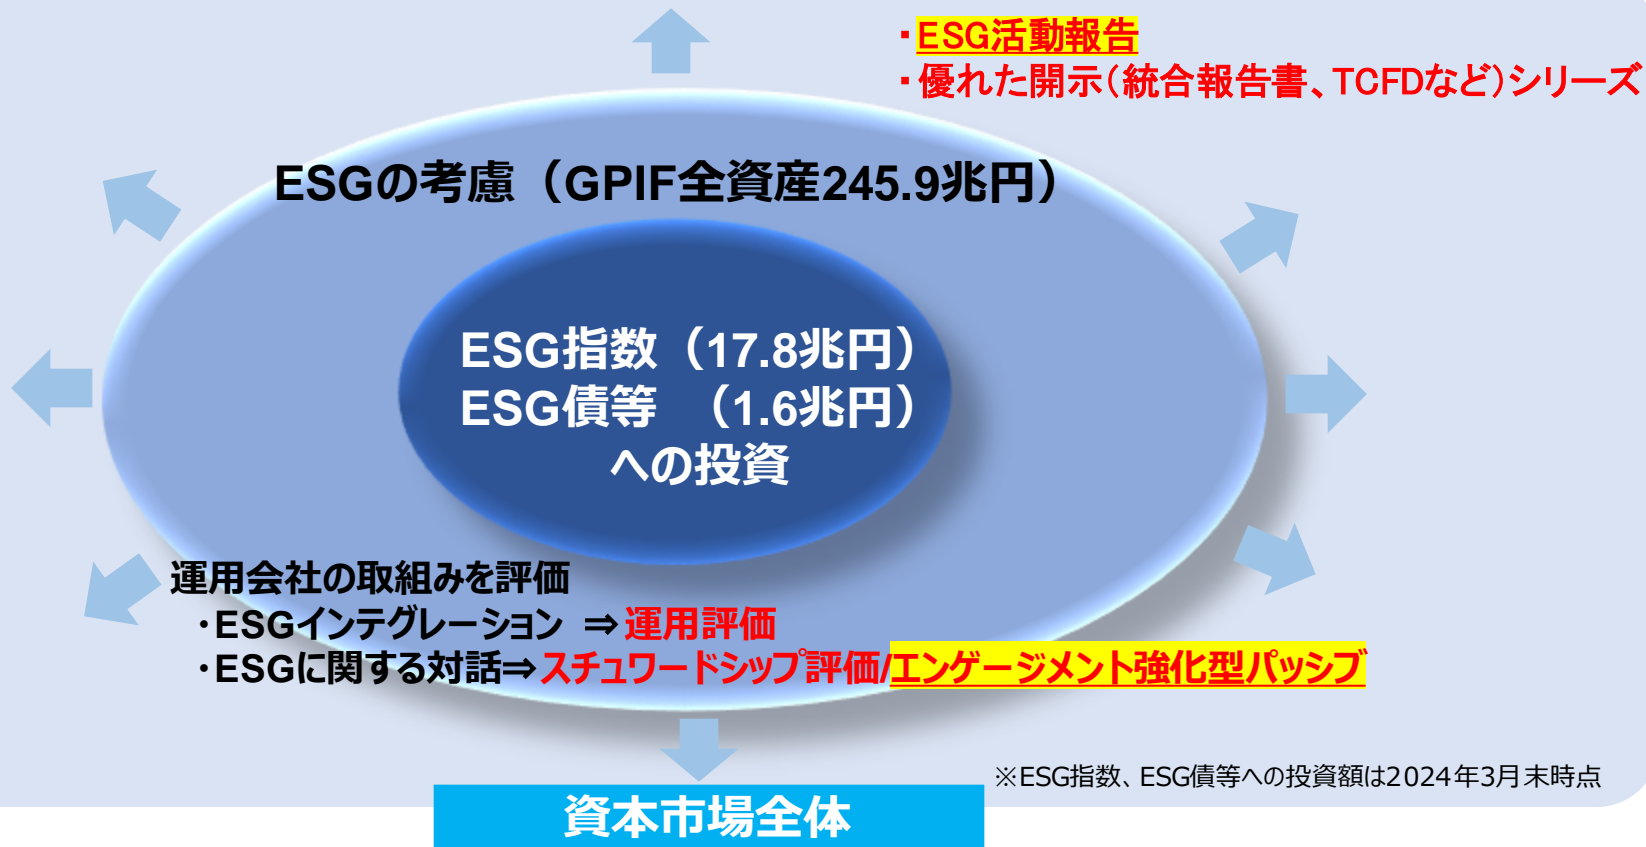 ・ESG活動報告
・優れた開示（統合報告書、TCFDなど）シリーズ
ESGの考慮（GPIF全資産245.9兆円）
ESG指数（17.8兆円）
ESG債等　（1.6兆円）
への投資
運用会社の取組みを評価
・ESGインテグレーション ⇒運用評価
・ESGに関する対話⇒スチュワードシップ評価/エンゲージメント強化型パッシブ
※ESG指数、ESG債等への投資額は2024年3月末時点
資本市場全体